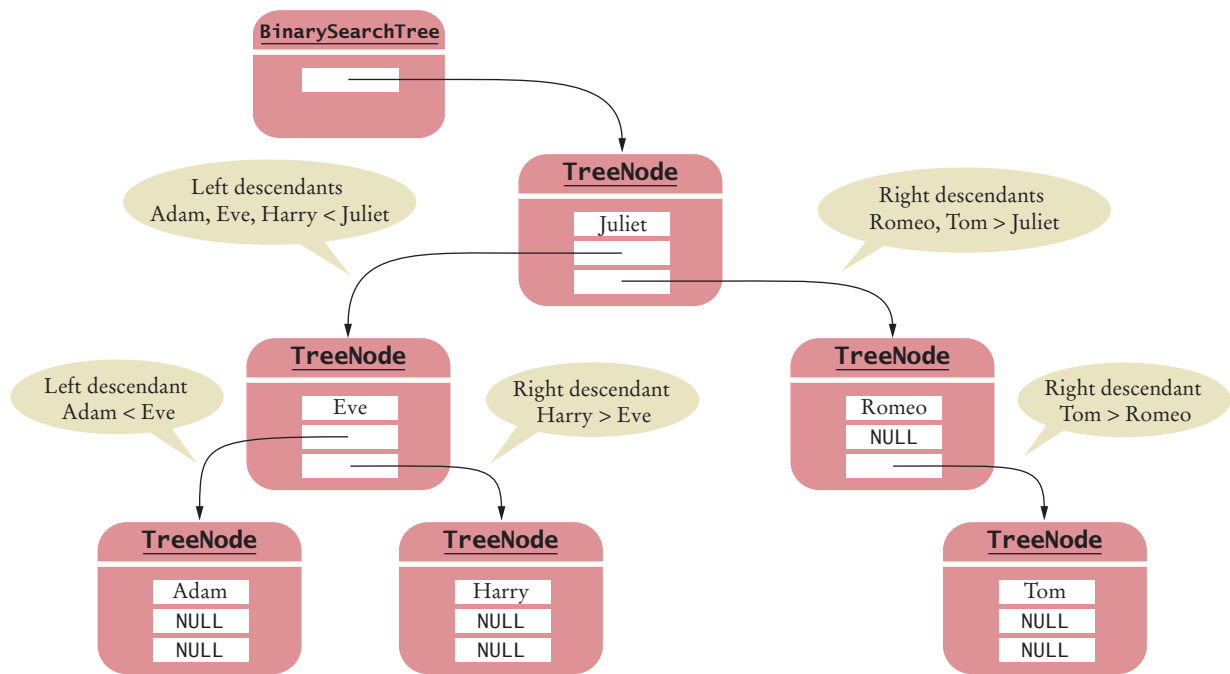 BinarySearchTree
TreeNode
Juliet
Left descendants
Adam, Eve, Harry < Juliet
Right descendants
Romeo, Tom > Juliet
TreeNode
Eve
Left descendant
Adam < Eve
Right descendant
Harry > Eve
TreeNode
Romeo
NULL
Right descendant
Tom > Romeo
TreeNode
Adam
NULL
NULL
TreeNode
Harry
NULL
NULL
TreeNode
Tom
NULL
NULL